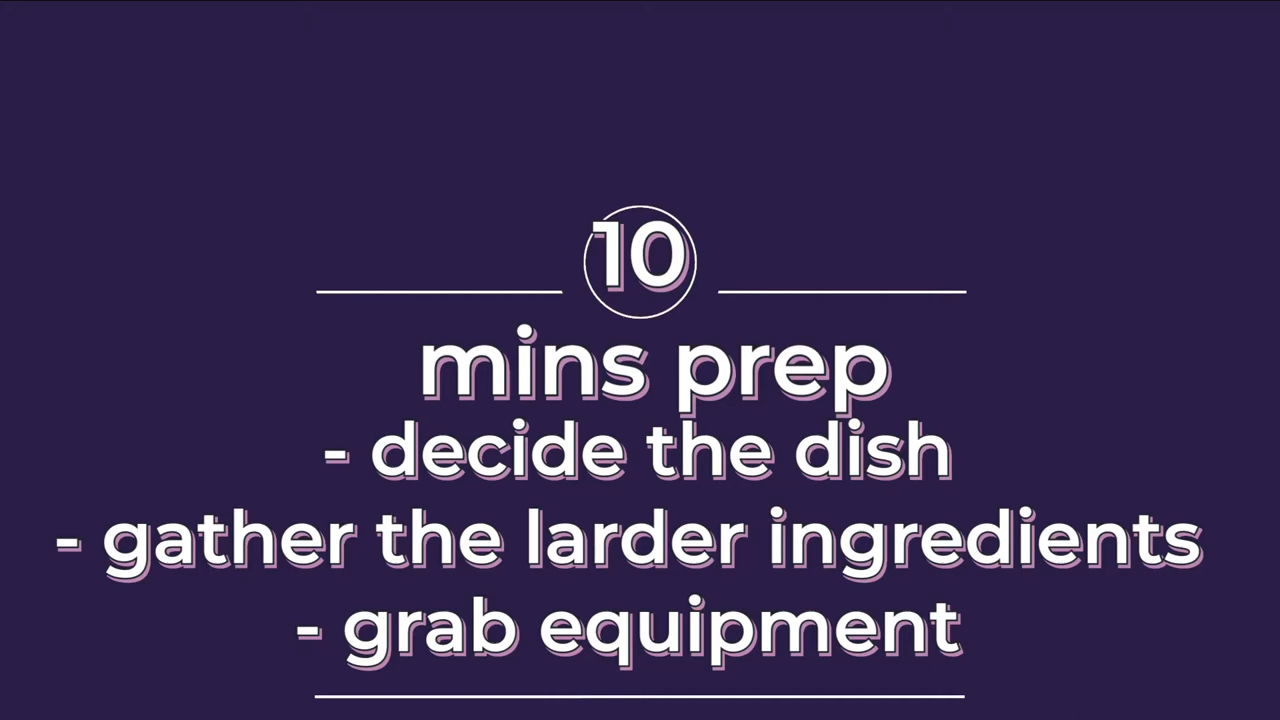 10
mins prep
- decide the dish
- gather the larder ingredients
- grab equipment